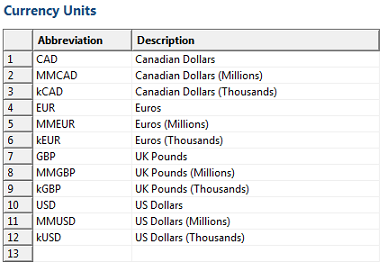 Currency Units
Abbreviation Description
1 CAD Canadian Dollars
2 MMCAD Canadian Dollars (Millions)
3 kCAD Canadian Dollars (Thousands)
4 EUR Euros
5 MMEUR Euros (Millions)
6 kEUR Euros (Thousands)
7 GBP UK Pounds
8 MMGBP UK Pounds (Millions)
9 kGBP UK Pounds (Thousands)
10 USD US Dollars
11 MMUSD US Dollars (Millions)
12 kUSD US Dollars (Thousands)
13